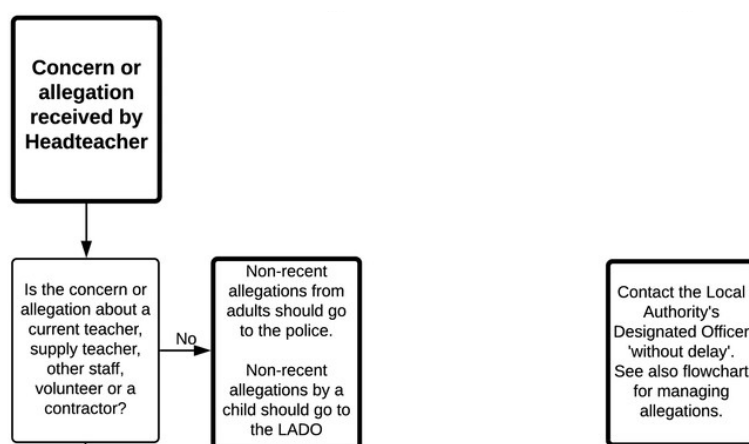 Concern or
allegation
received by
Headteacher
Is the concern or
allegation about a
current teacher,
supply teacher,
other staff,
volunteer or a
contractor?
No
Non-recent
allegations from
adults should go
to the police.
Non-recent
allegations by a
child should go to
the LADO
Contact the Local
Authority's
Designated Officer
'without delay'.
See also flowchart
for managing
allegations.